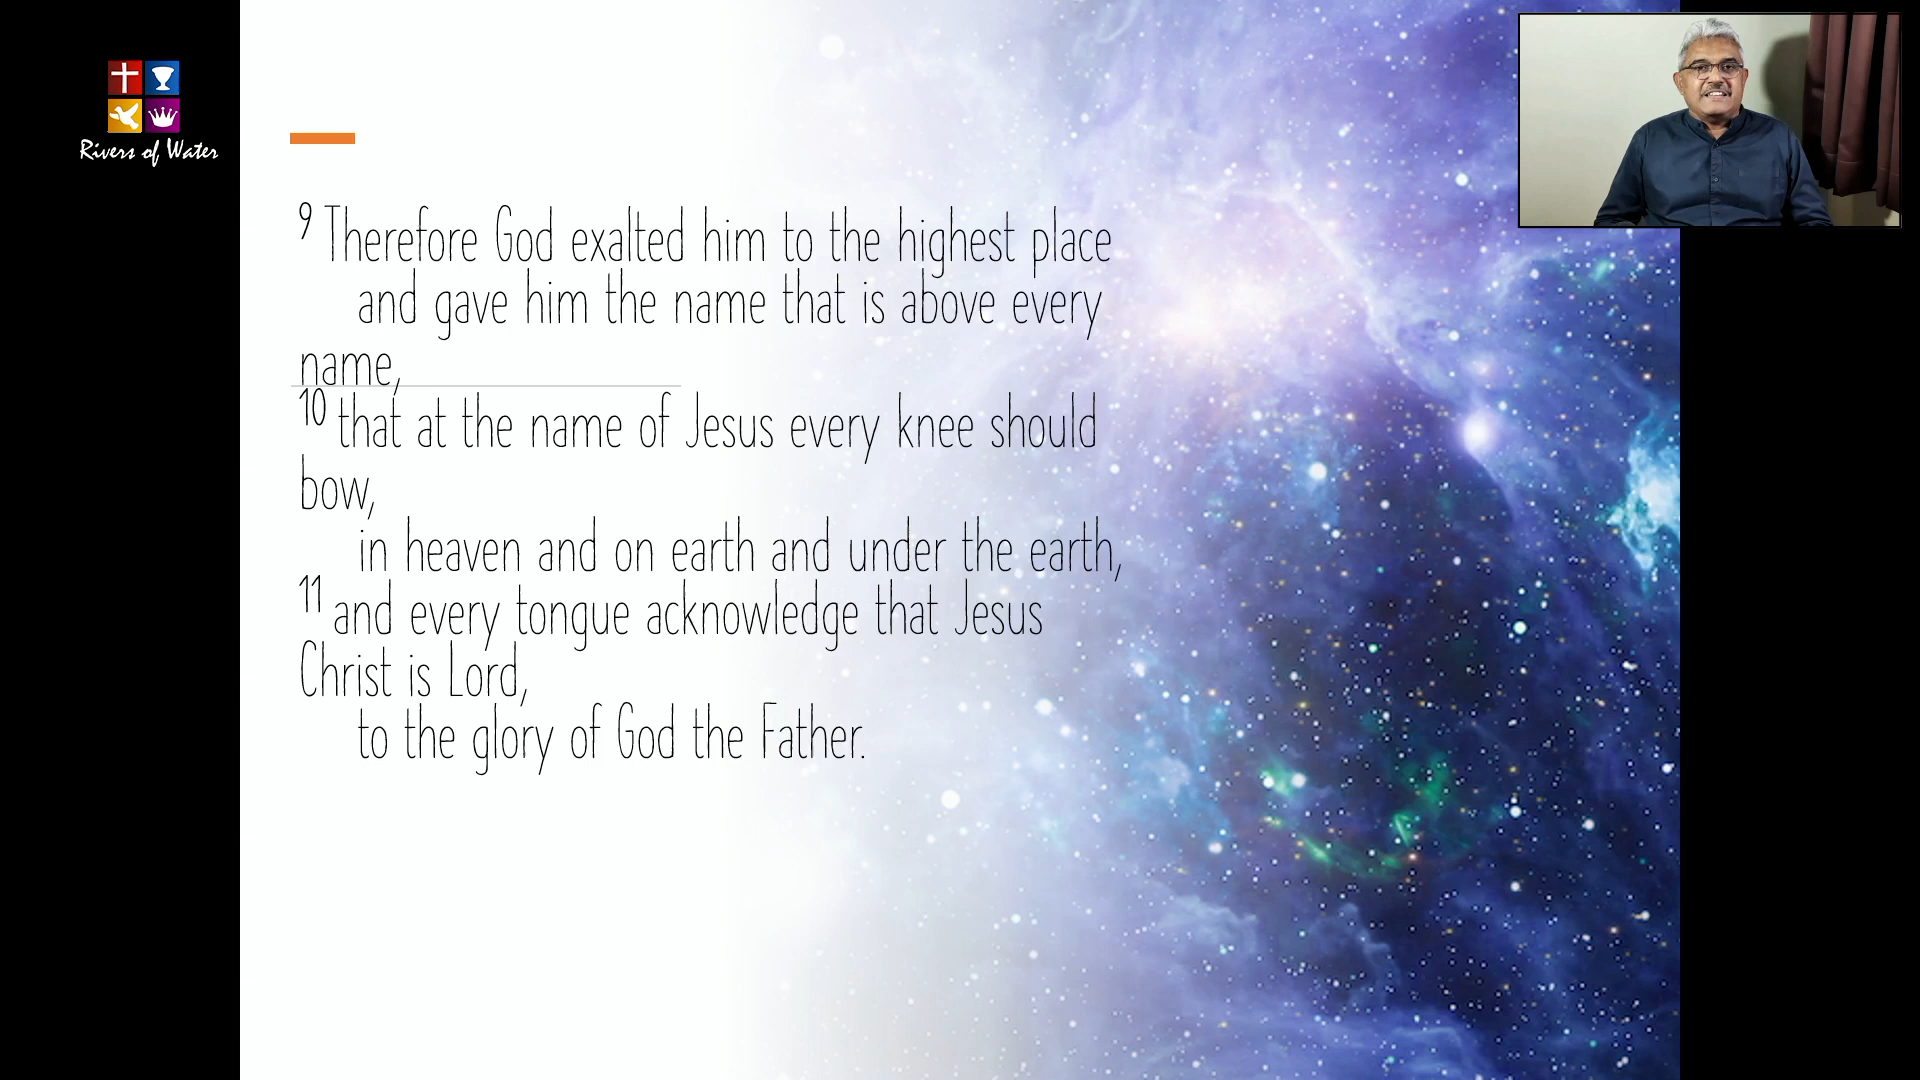 Rivers of Water
9 Therefore God exalted him to the highest place
and gave him the name that is above every
name,
10 that at the name of Jesus every knee should
bow,
in heaven and on earth and under the earth,
11 and every tongue acknowledge that Jesus
Christ is Lord,
to the glory of God the Father.